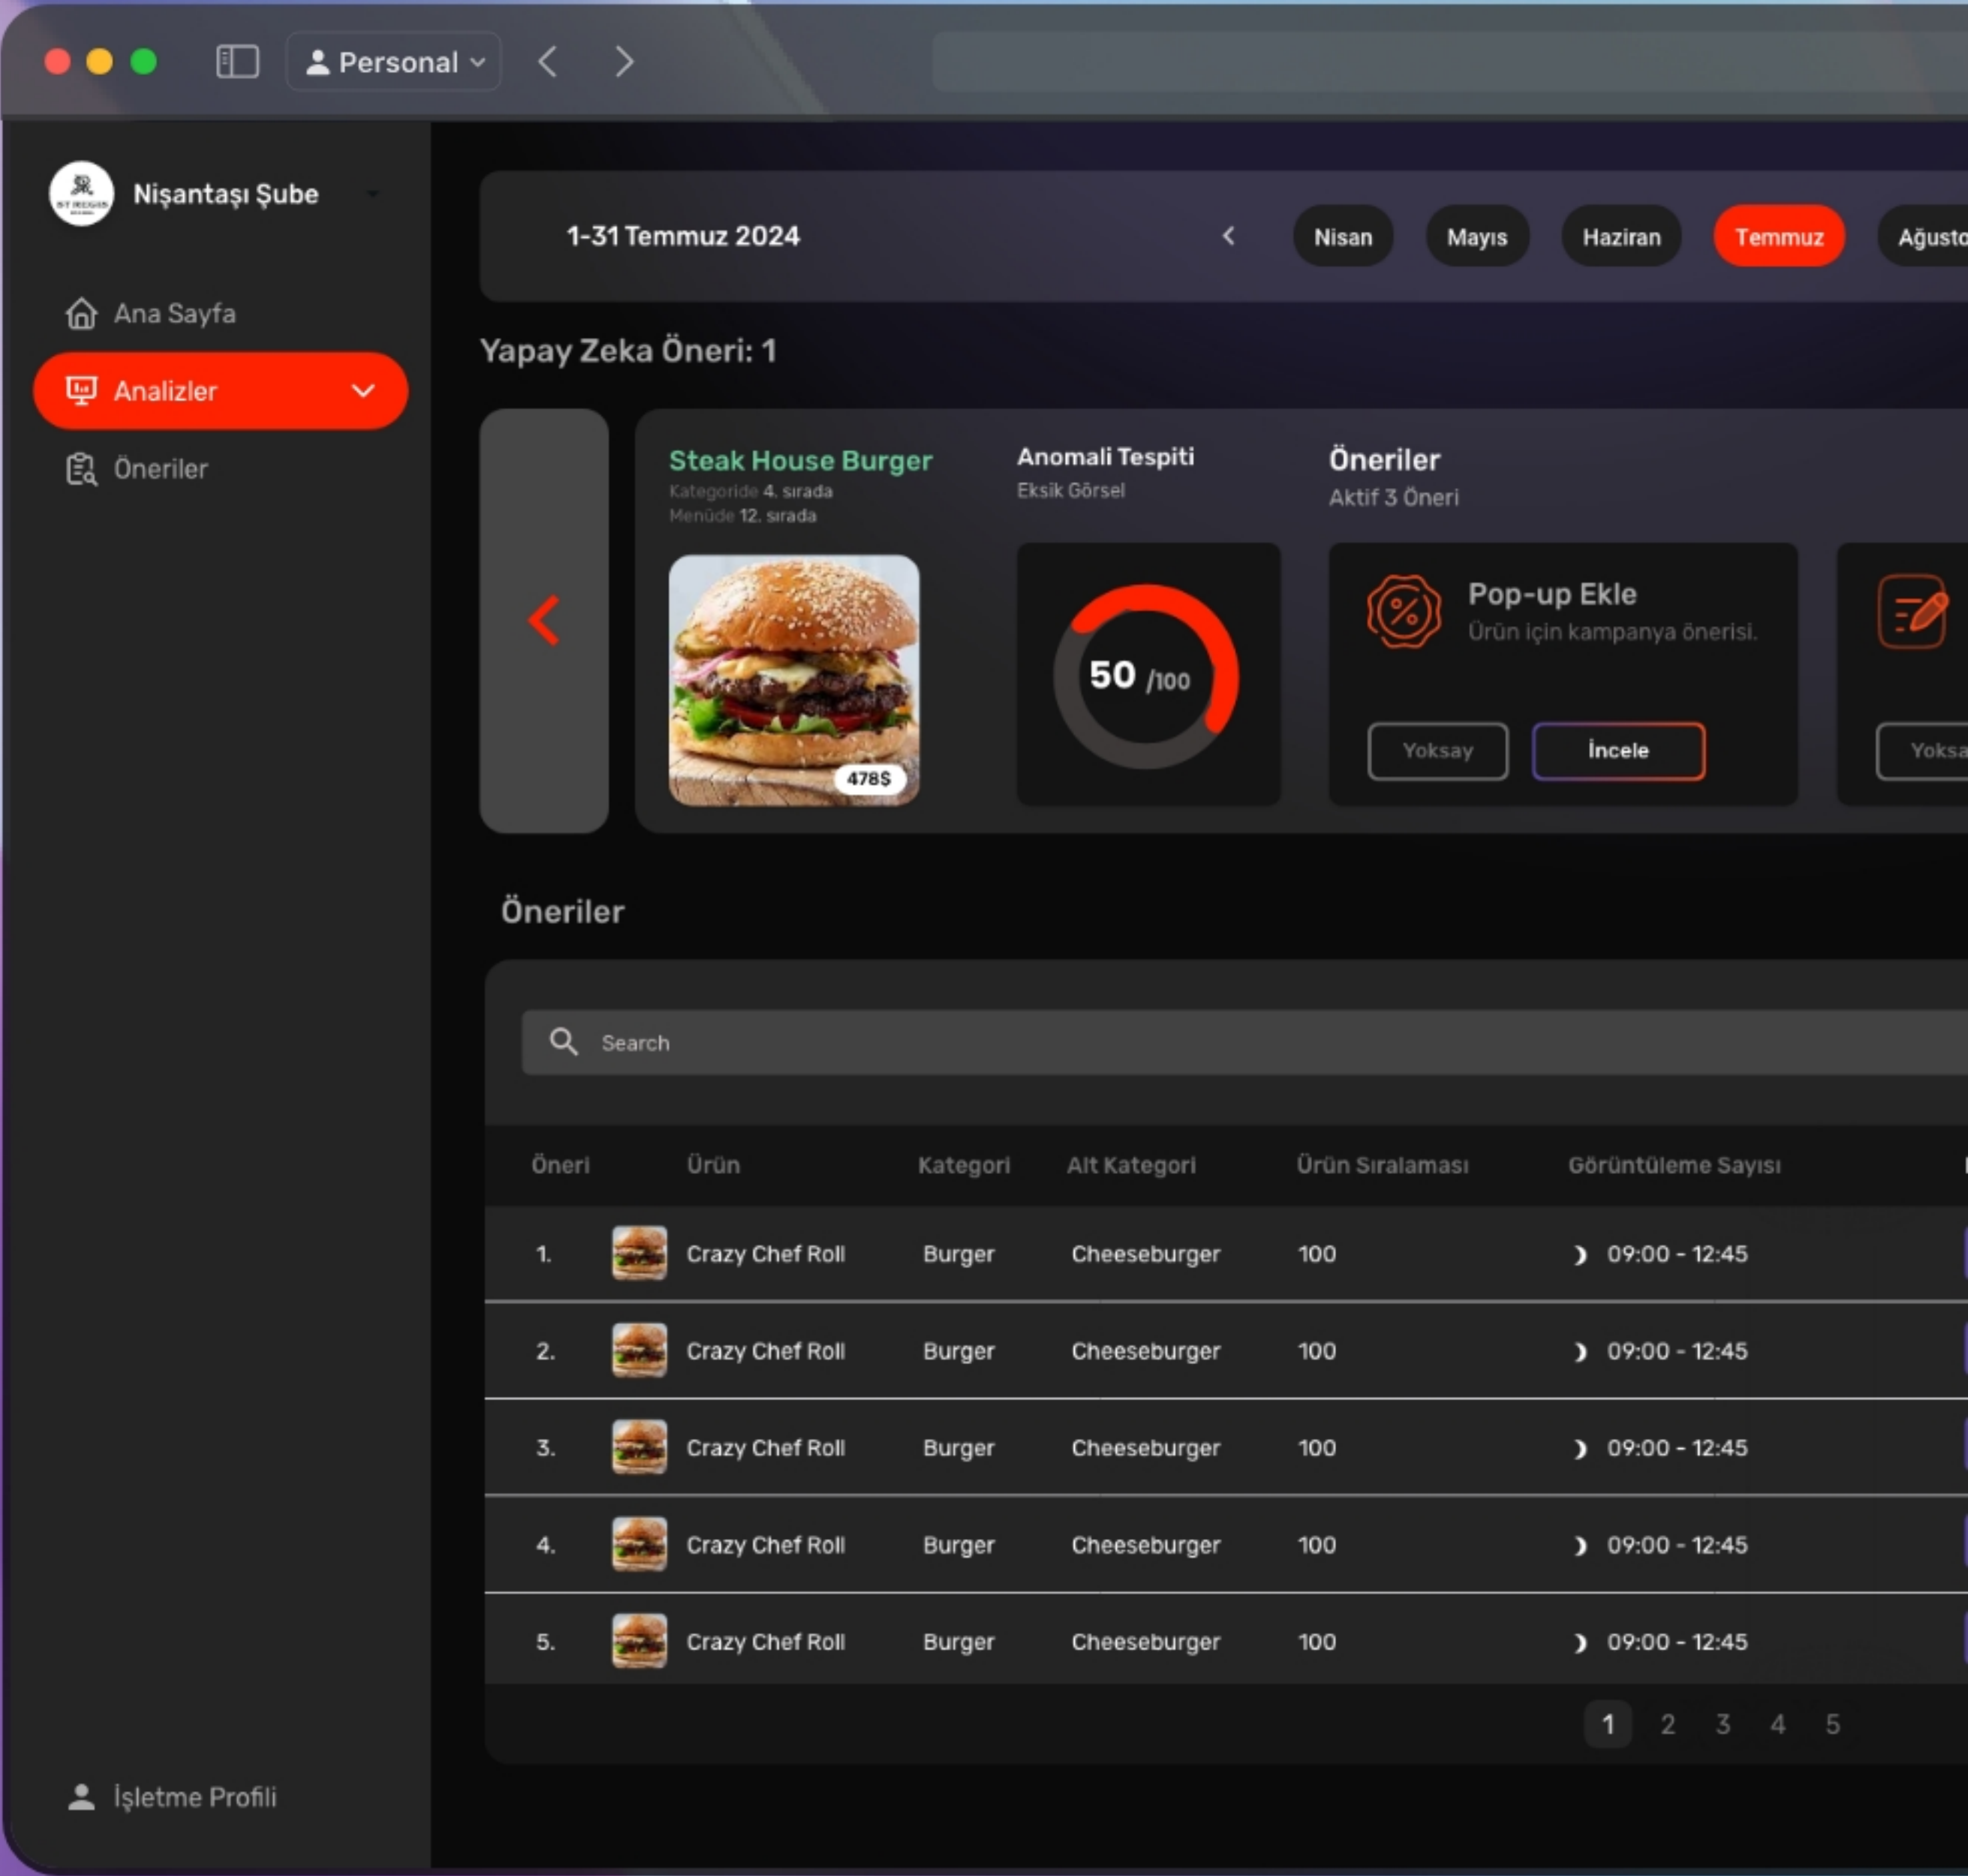 Personal
ST REGIS
Nişantaşı Şube
Ana Sayfa
Analizler
Öneriler
İşletme Profili
1-31 Temmuz 2024
Nisan
Mayıs
Haziran
Temmuz
Ağusto
Yapay Zeka Öneri: 1
Steak House Burger
Kategoride 4. sırada
Menüde 12. sırada
478$
Anomali Tespiti
Eksik Görsel
50 /100
Öneriler
Aktif 3 Öneri
Pop-up Ekle
Ürün için kampanya önerisi.
Yoksay
İncele
Yoksa
Öneriler
Search
Öneri Ürün Kategori Alt Kategori Ürün Sıralaması Görüntüleme Sayısı
1. Crazy Chef Roll Burger Cheeseburger 100 09:00 - 12:45
2. Crazy Chef Roll Burger Cheeseburger 100 09:00 - 12:45
3. Crazy Chef Roll Burger Cheeseburger 100 09:00 - 12:45
4. Crazy Chef Roll Burger Cheeseburger 100 09:00 - 12:45
5. Crazy Chef Roll Burger Cheeseburger 100 09:00 - 12:45
1 2 3 4 5